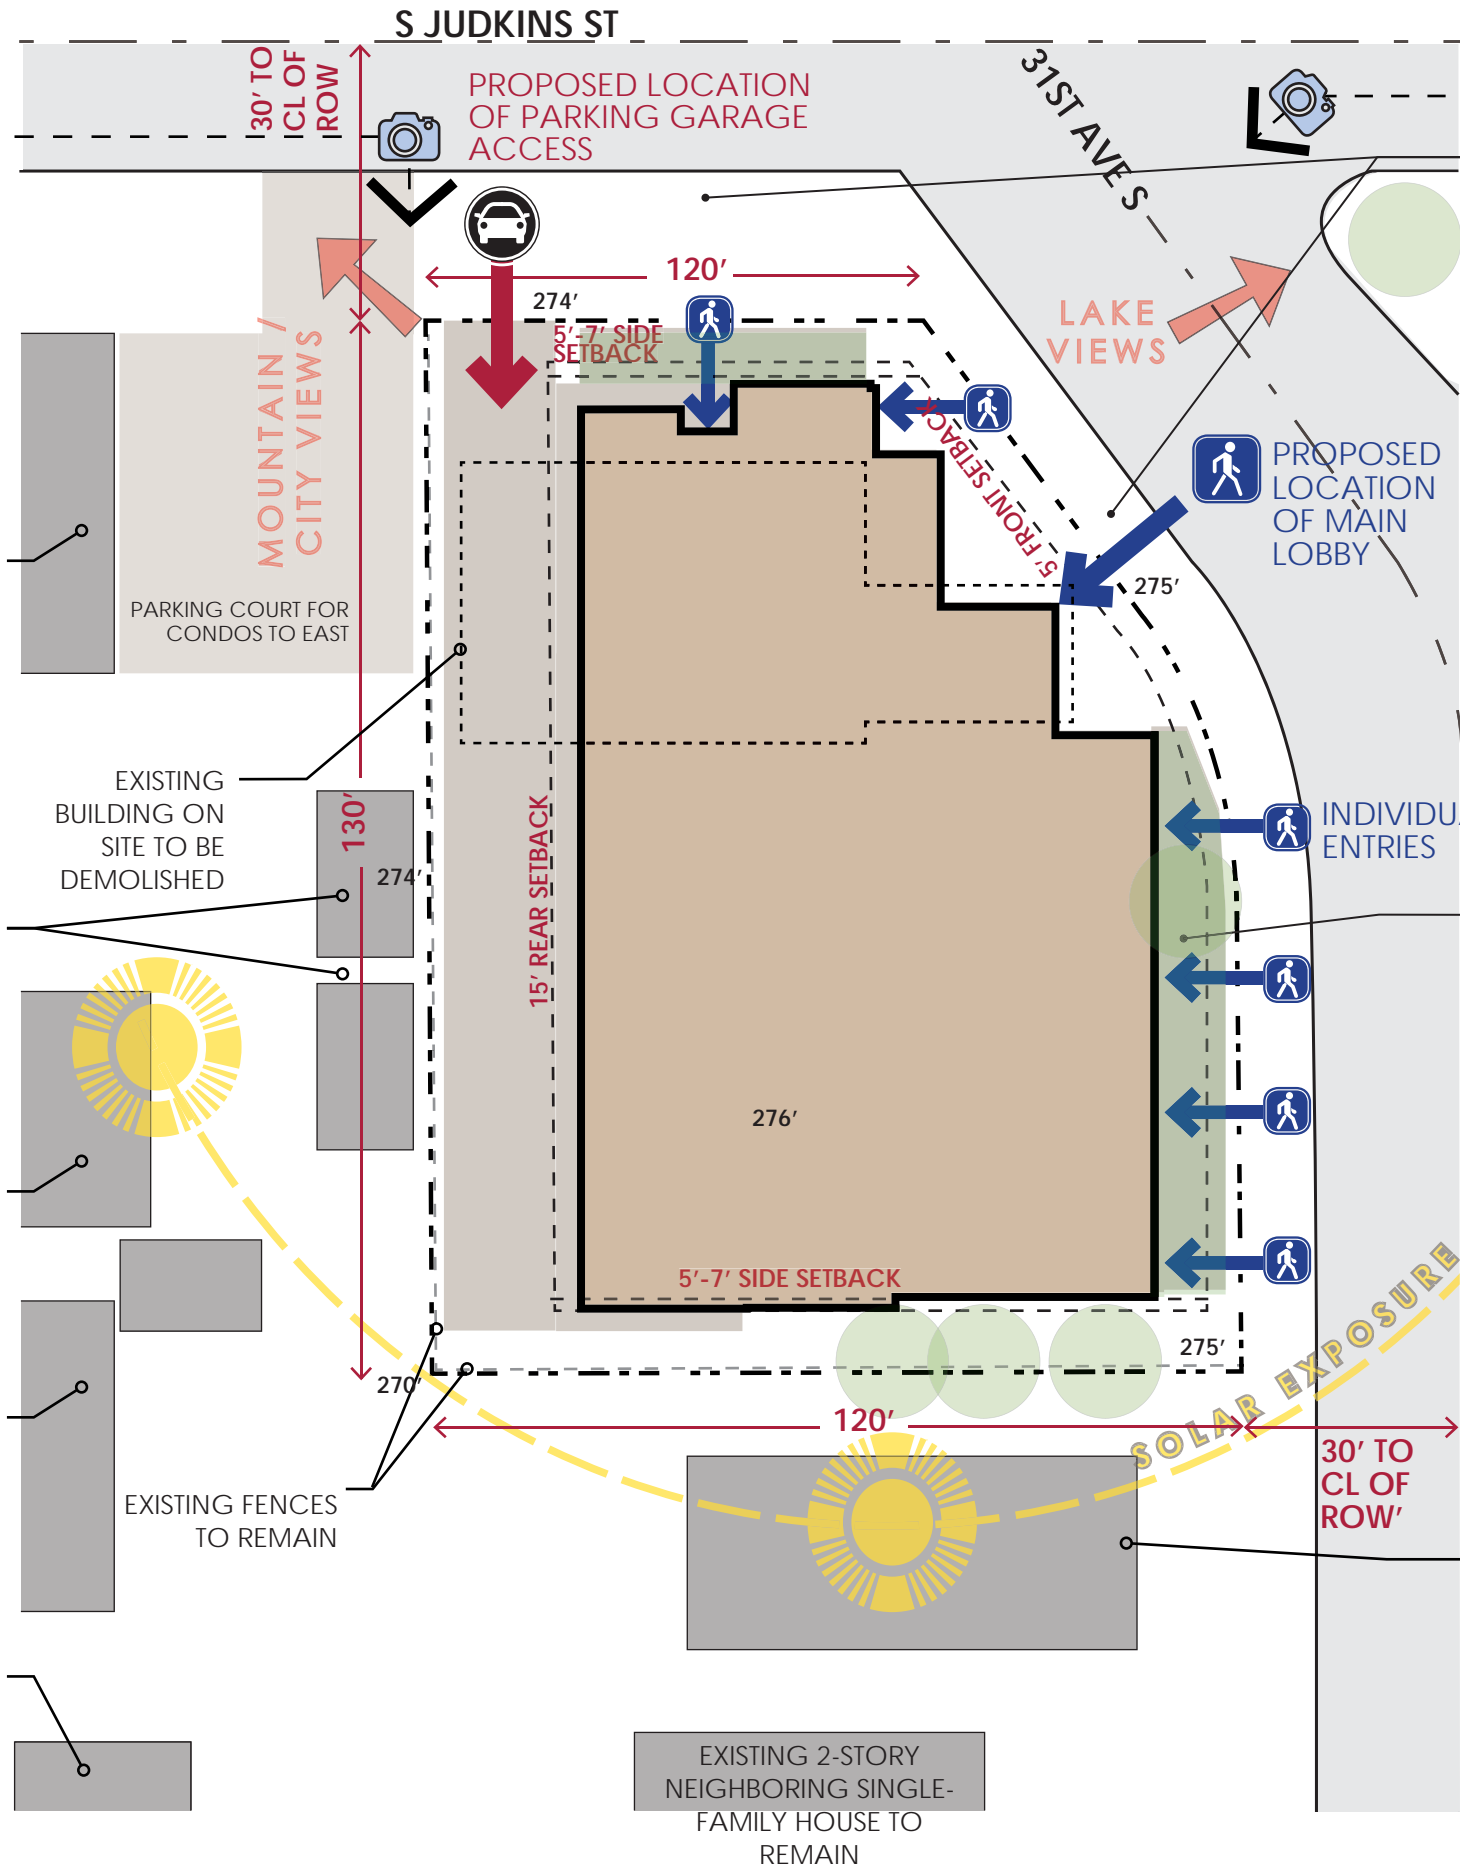 S JUDKINS ST
30' TO
CL OF
ROW
PROPOSED LOCATION
OF PARKING GARAGE
ACCESS
31ST AVE S
120'
274'
5'-7' SIDE
SETBACK
LAKE
VIEWS
MOUNTAIN /
CITY VIEWS
5' FRONT SETBACK
PROPOSED
LOCATION
OF MAIN
LOBBY
275'
PARKING COURT FOR
CONDOS TO EAST
EXISTING
BUILDING ON
SITE TO BE
DEMOLISHED
130'
274'
15' REAR SETBACK
INDIVIDUA
ENTRIES
276'
5'-7' SIDE SETBACK
275'
270'
120'
SOLAR EXPOSURE
30' TO
CL OF
ROW'
EXISTING FENCES
TO REMAIN
EXISTING 2-STORY
NEIGHBORING SINGLE-
FAMILY HOUSE TO
REMAIN